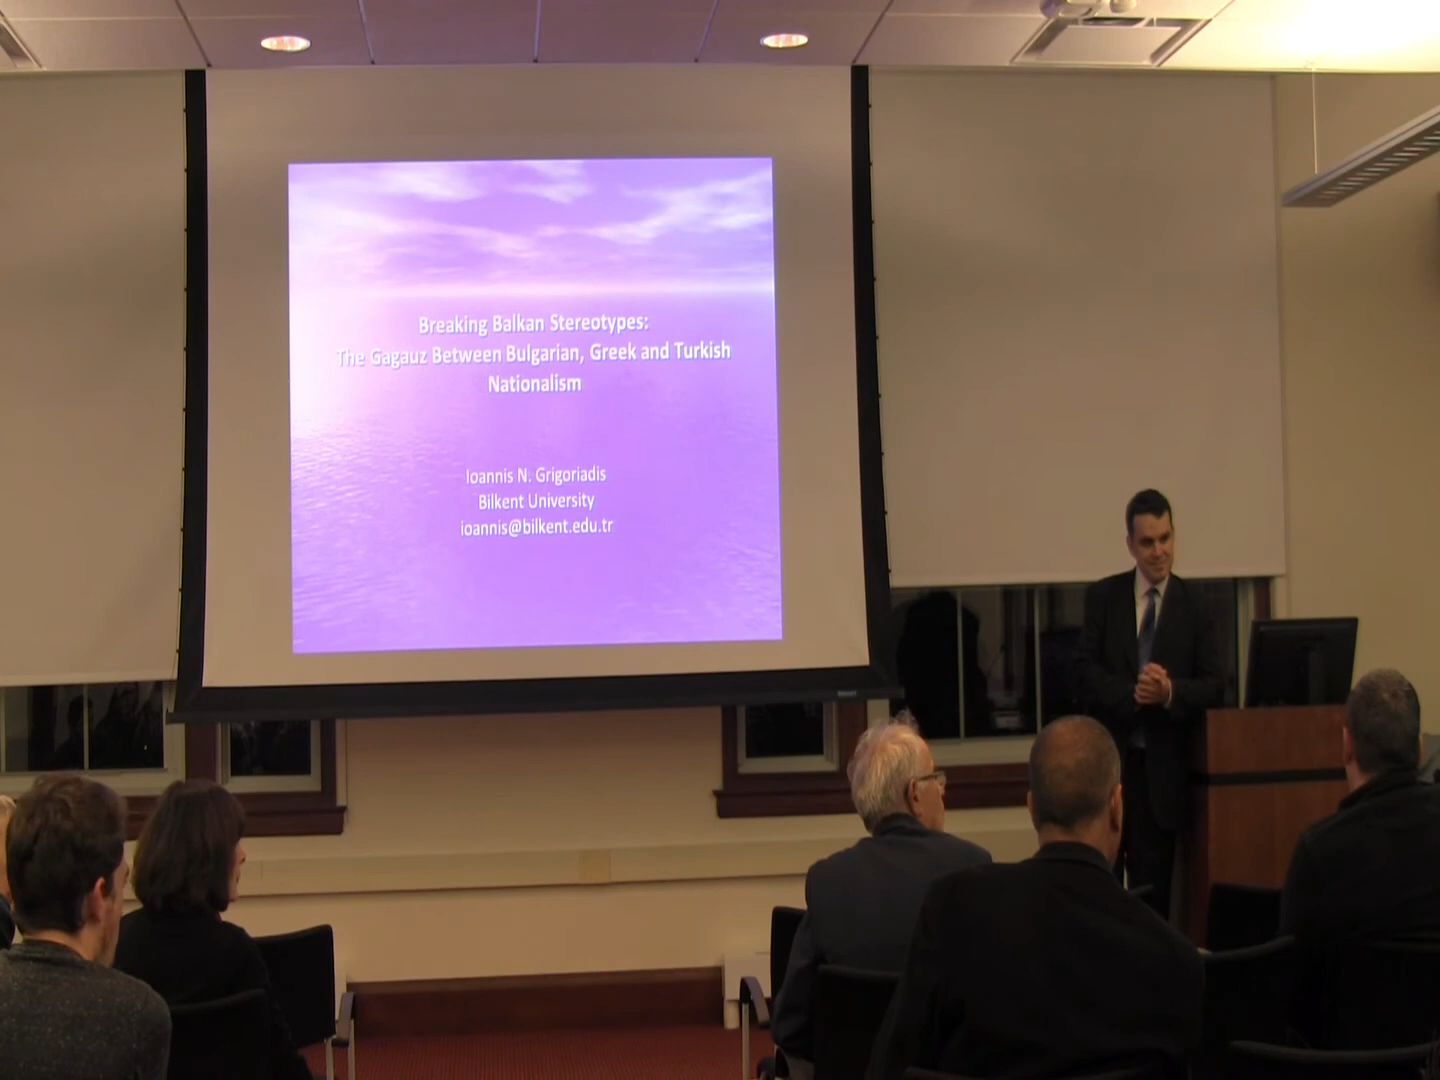 Breaking Balkan Stereotypes:
The Gagauz Between Bulgarian, Greek and Turkish
Nationalism
Ioannis N. Grigoriadis
Bilkent University
ioannis@bilkent.edu.tr